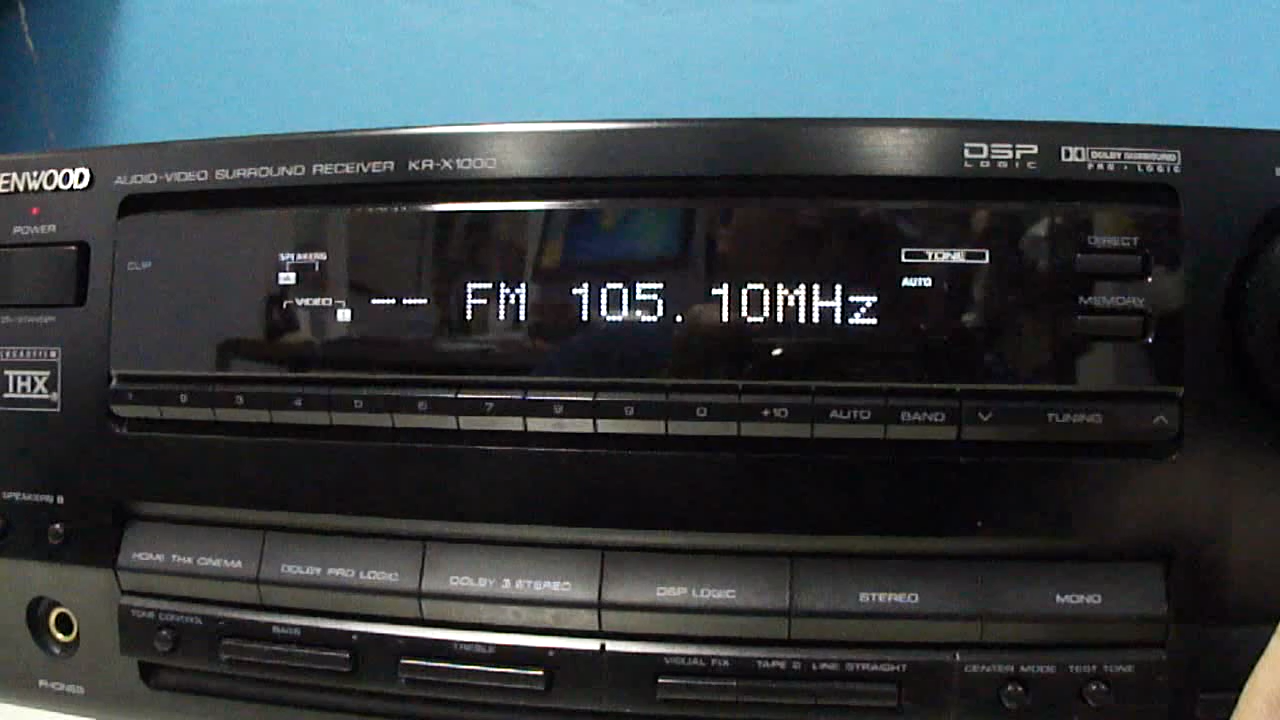 ENWOOD AUDIO-VIDEO SURROUND RECEIVER KR-X1000 DSP LOGIC DOLBY SURROUND PRO • LOGIC
POWER
CLIP
SPEAKERS
A
VIDEO
-- -- FM 105.10MHz
TONE
AUTO
DIRECT
MEMORY
THX
1 2 3 4 5 6 7 8 9 0 +10 AUTO BAND TUNING
SPEAKERS B
HOME THX CINEMA DOLBY PRO LOGIC DOLBY 3 STEREO DSP LOGIC STEREO MONO
TONE CONTROL BASS TREBLE VISUAL FIX TAPE 2 LINE STRAIGHT CENTER MODE TEST TONE
PHONES